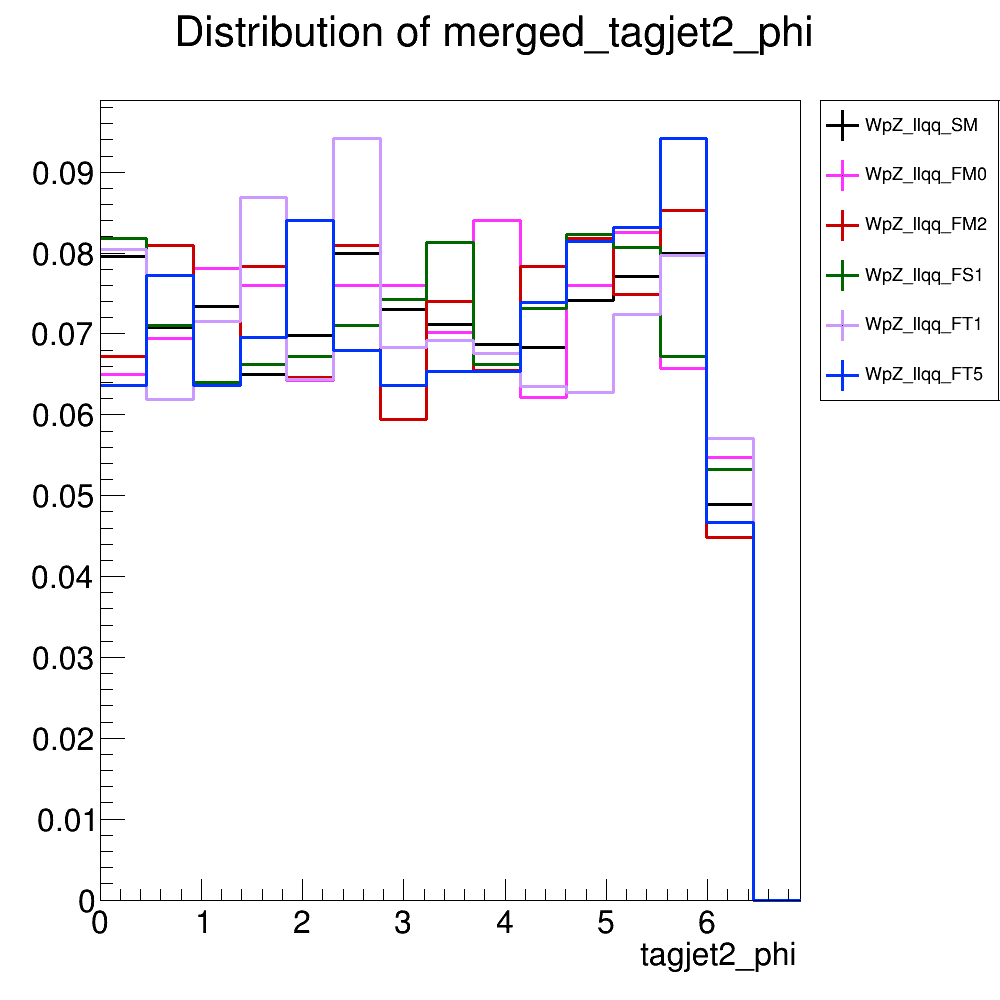 Distribution of merged_tagjet2_phi
WpZ_llqq_SM
WpZ_llqq_FM0
WpZ_llqq_FM2
WpZ_llqq_FS1
WpZ_llqq_FT1
WpZ_llqq_FT5
0.09
0.08
0.07
0.06
0.05
0.04
0.03
0.02
0.01
0
0 1 2 3 4 5 6
tagjet2_phi